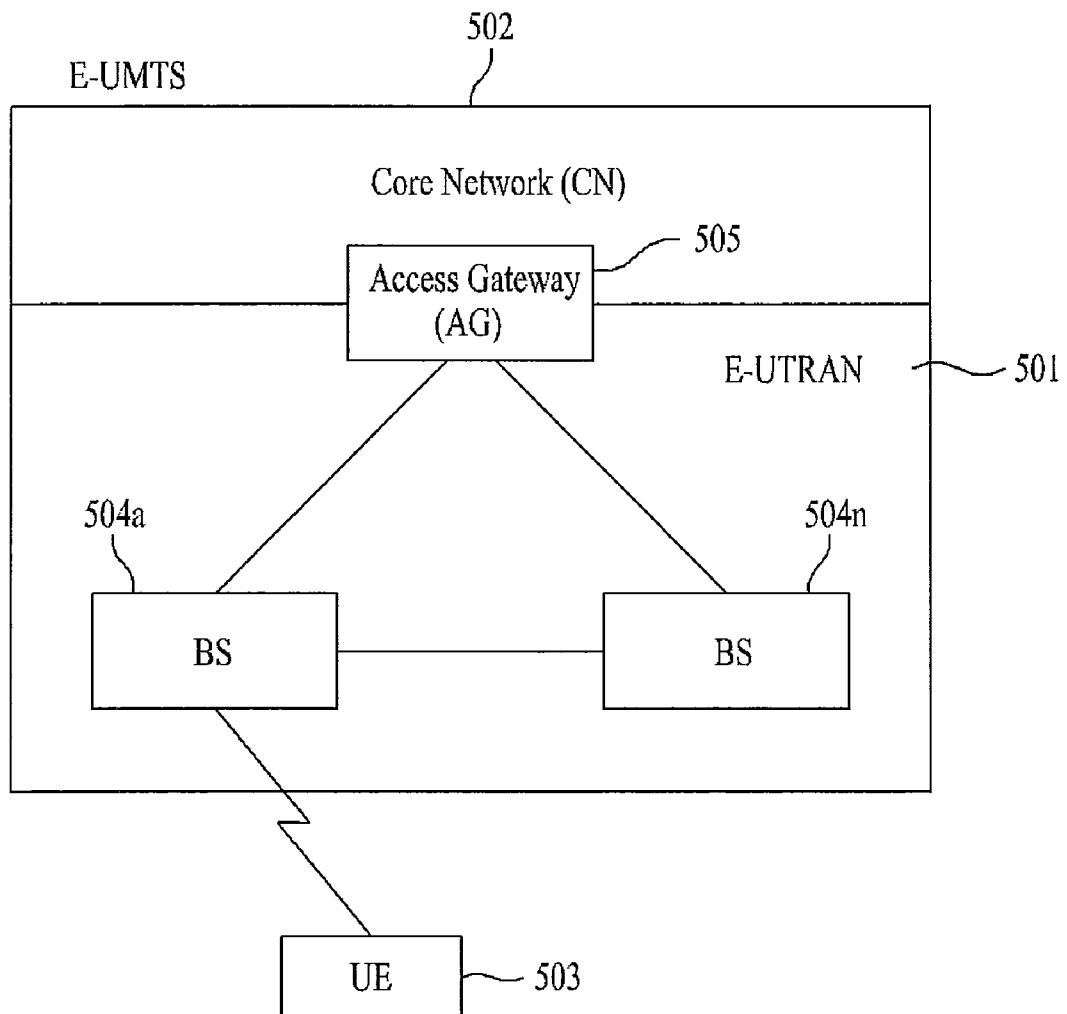 502
E-UMTS
Core Network (CN)
505
Access Gateway
(AG)
E-UTRAN
501
504a
504n
BS
BS
UE
503